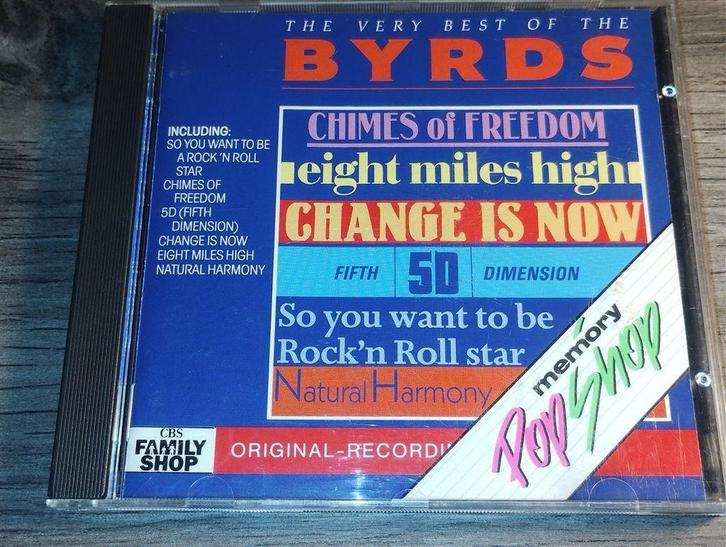 THE VERY BEST OF THE
BYRDS
INCLUDING:
SO YOU WANT TO BE
A ROCK 'N ROLL
STAR
CHIMES OF
FREEDOM
5D (FIFTH
DIMENSION)
CHANGE IS NOW
EIGHT MILES HIGH
NATURAL HARMONY
CHIMES of FREEDOM
eight miles high
CHANGE IS NOW
FIFTH 5D DIMENSION
So you want to be
Rock'n Roll star
Natural Harmony
memory
Pop Shop
CBS
FAMILY
SHOP
ORIGINAL-RECORDI